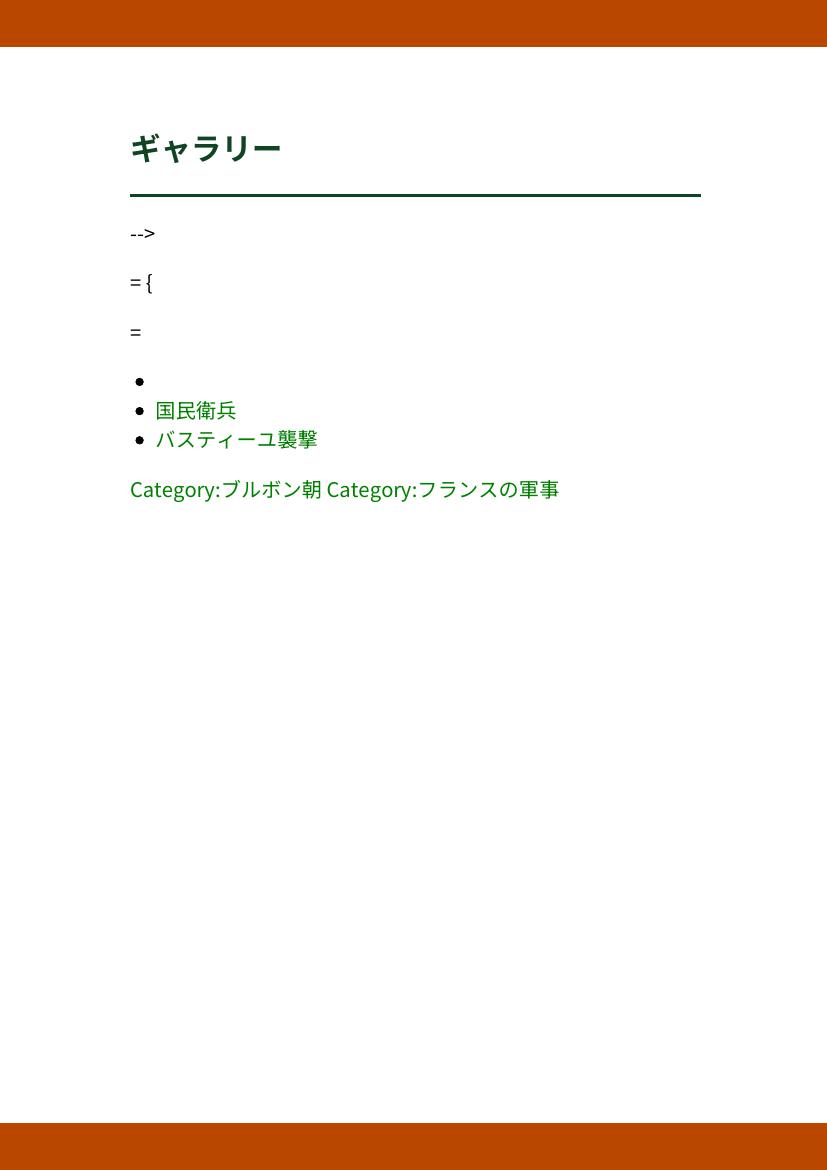 ギャラリー
-->
= {
=
•
• 国民衛兵
• バスティーユ襲撃
Category:ブルボン朝 Category:フランスの軍事